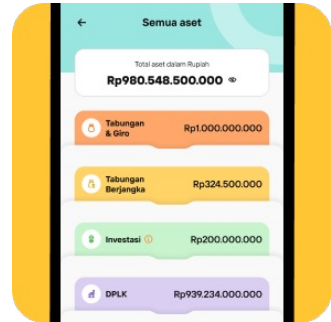 Semua aset
Total aset dalam Rupiah
Rp980.548.500.000
Tabungan
& Giro
Rp1.000.000.000
Tabungan
Berjangka
Rp324.500.000
Investasi
Rp200.000.000
DPLK
Rp939.234.000.000